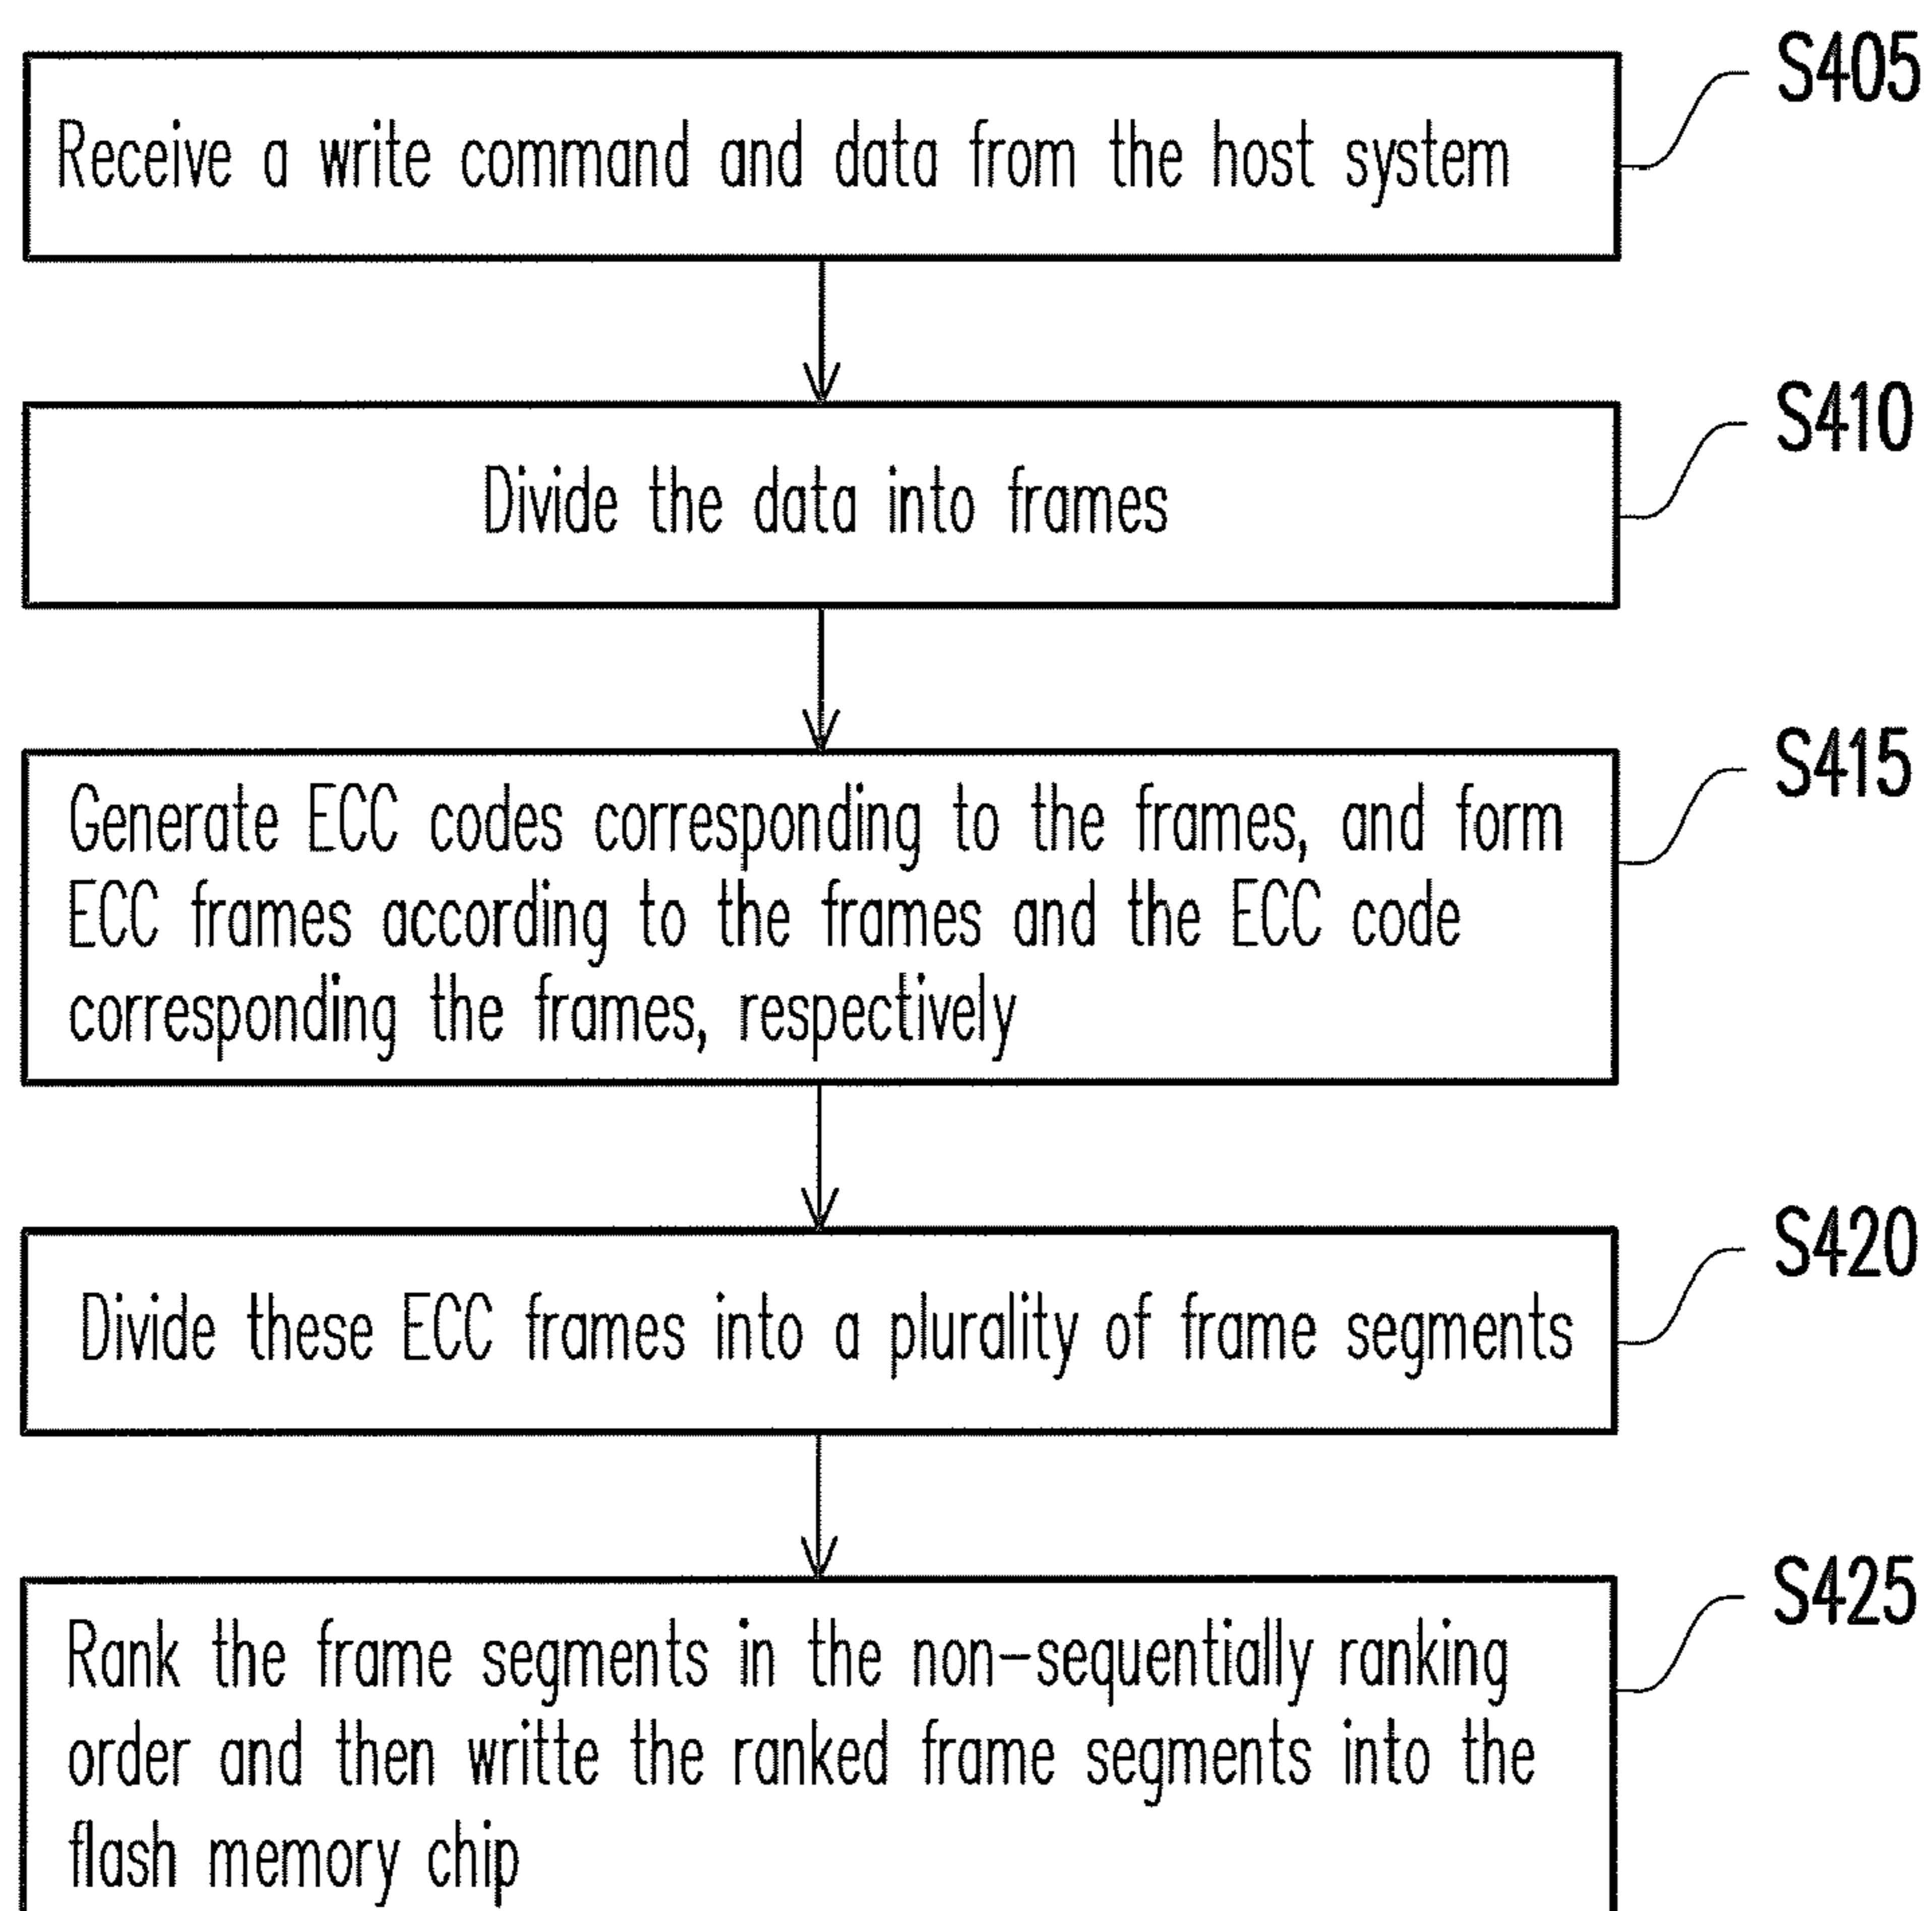 S405
Receive a write command and data from the host system
S410
Divide the data into frames
S415
Generate ECC codes corresponding to the frames, and form
ECC frames according to the frames and the ECC code
corresponding the frames, respectively
S420
Divide these ECC frames into a plurality of frame segments
S425
Rank the frame segments in the non-sequentially ranking
order and then writte the ranked frame segments into the
flash memory chip